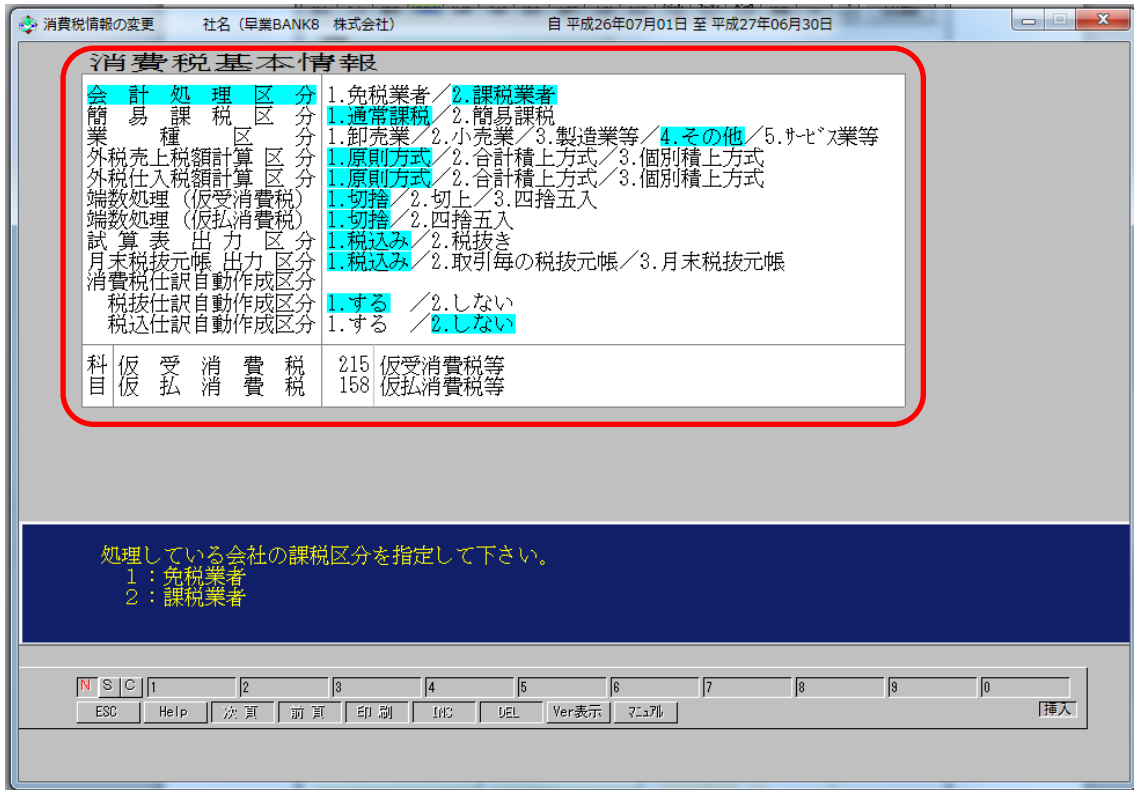 消費税情報の変更 社名（早業BANK8 株式会社） 自 平成26年07月01日 至 平成27年06月30日
消費税基本情報
会計処理区分 1.免税業者／2.課税業者
簡易課税区分 1.通常課税／2.簡易課税
業種区分 1.卸売業／2.小売業／3.製造業等／4.その他／5.ｻｰﾋﾞｽ業等
外税売上税額計算区分 1.原則方式／2.合計積上方式／3.個別積上方式
外税仕入税額計算区分 1.原則方式／2.合計積上方式／3.個別積上方式
端数処理（仮受消費税） 1.切捨／2.切上／3.四捨五入
端数処理（仮払消費税） 1.切捨／2.四捨五入
試算表出力区分 1.税込み／2.税抜き
月末税抜元帳出力区分 1.税込み／2.取引毎の税抜元帳／3.月末税抜元帳
消費税仕訳自動作成区分
税抜仕訳自動作成区分 1.する ／2.しない
税込仕訳自動作成区分 1.する ／2.しない
科 仮受消費税 215 仮受消費税等
目 仮払消費税 158 仮払消費税等
処理している会社の課税区分を指定して下さい。
１：免税業者
２：課税業者
N S C 1 2 3 4 5 6 7 8 9 0
ESC Help 次頁 前頁 印刷 INS DEL Ver表示 ﾏﾆｭｱﾙ 挿入